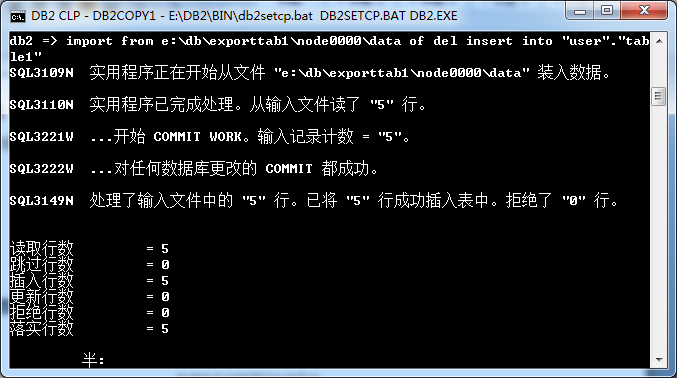 DB2 CLP - DB2COPY1 - E:\DB2\BIN\db2setcp.bat DB2SETCP.BAT DB2.EXE
db2 => import from e:\db\exporttab1\node0000\data of del insert into "user"."tab
le1"
SQL3109N 实用程序正在开始从文件 "e:\db\exporttab1\node0000\data" 装入数据。
SQL3110N 实用程序已完成处理。从输入文件读了 "5" 行。
SQL3221W ...开始 COMMIT WORK。输入记录计数 = "5"。
SQL3222W ...对任何数据库更改的 COMMIT 都成功。
SQL3149N 处理了输入文件中的 "5" 行。已将 "5" 行成功插入表中。拒绝了 "0" 行。
读取行数 = 5
跳过行数 = 0
插入行数 = 5
更新行数 = 0
拒绝行数 = 0
落实行数 = 5
半: